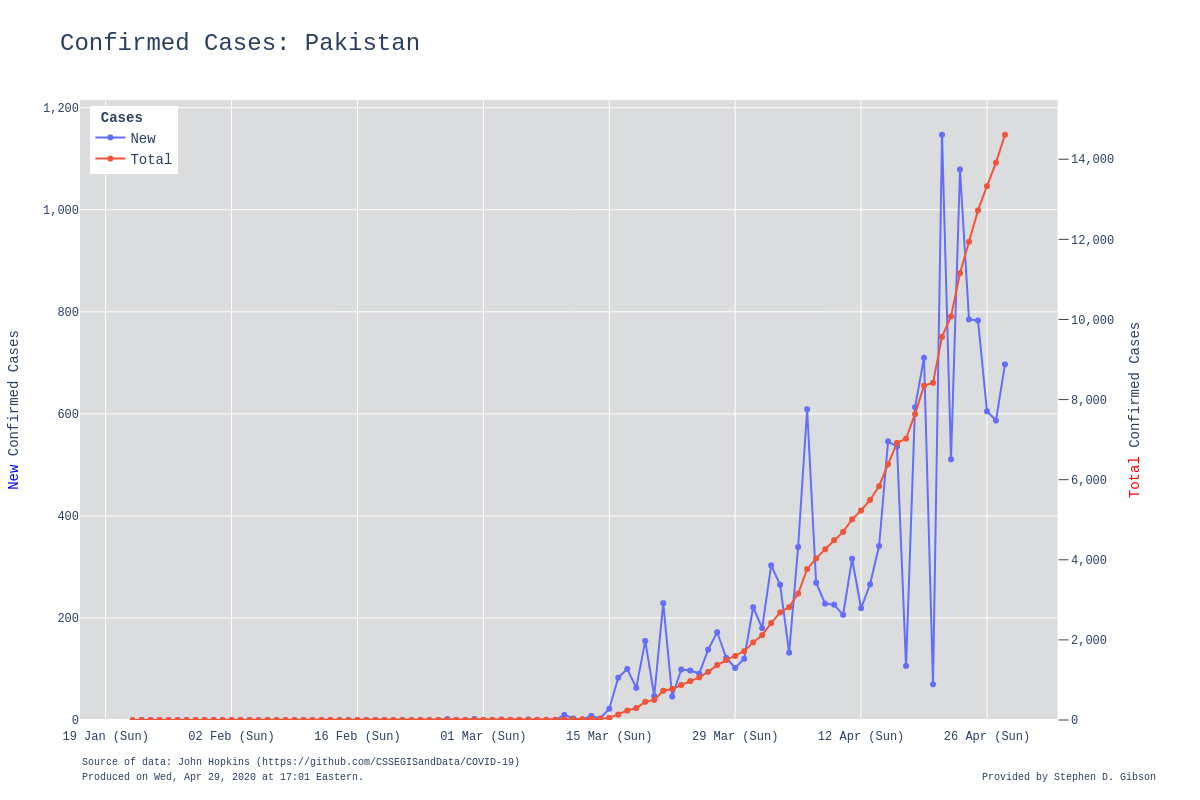 Confirmed Cases: Pakistan
Cases
New
Total
1,200
1,000
800
600
400
200
0
New Confirmed Cases
14,000
12,000
10,000
8,000
6,000
4,000
2,000
0
Total Confirmed Cases
19 Jan (Sun) 02 Feb (Sun) 16 Feb (Sun) 01 Mar (Sun) 15 Mar (Sun) 29 Mar (Sun) 12 Apr (Sun) 26 Apr (Sun)
Source of data: John Hopkins (https://github.com/CSSEGISandData/COVID-19)
Produced on Wed, Apr 29, 2020 at 17:01 Eastern.
Provided by Stephen D. Gibson